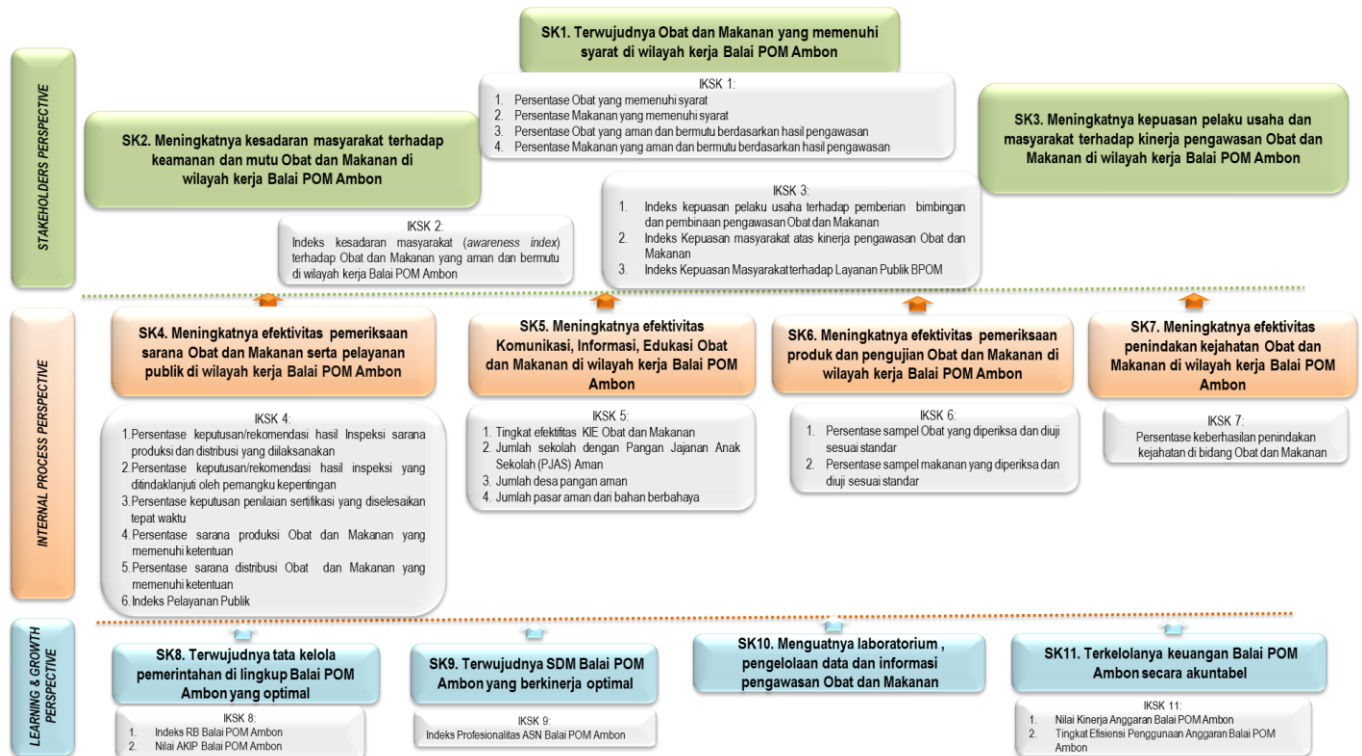 STAKEHOLDERS PERSPECTIVE
SK1. Terwujudnya Obat dan Makanan yang memenuhi
syarat di wilayah kerja Balai POM Ambon
IKSK 1:
1. Persentase Obat yang memenuhi syarat
2. Persentase Makanan yang memenuhi syarat
3. Persentase Obat yang aman dan bermutu berdasarkan hasil pengawasan
4. Persentase Makanan yang aman dan bermutu berdasarkan hasil pengawasan
SK2. Meningkatnya kesadaran masyarakat terhadap
keamanan dan mutu Obat dan Makanan di
wilayah kerja Balai POM Ambon
IKSK 2:
Indeks kesadaran masyarakat (awareness index)
terhadap Obat dan Makanan yang aman dan bermutu
di wilayah kerja Balai POM Ambon
SK3. Meningkatnya kepuasan pelaku usaha dan
masyarakat terhadap kinerja pengawasan Obat dan
Makanan di wilayah kerja Balai POM Ambon
IKSK 3:
1. Indeks kepuasan pelaku usaha terhadap pemberian bimbingan
dan pembinaan pengawasan Obat dan Makanan
2. Indeks Kepuasan masyarakat atas kinerja pengawasan Obat dan
Makanan
3. Indeks Kepuasan Masyarakat terhadap Layanan Publik BPOM
INTERNAL PROCESS PERSPECTIVE
SK4. Meningkatnya efektivitas pemeriksaan
sarana Obat dan Makanan serta pelayanan
publik di wilayah kerja Balai POM Ambon
IKSK 4:
1. Persentase keputusan/rekomendasi hasil Inspeksi sarana
produksi dan distribusi yang dilaksanakan
2. Persentase keputusan/rekomendasi hasil inspeksi yang
ditindaklanjuti oleh pemangku kepentingan
3. Persentase keputusan penilaian sertifikasi yang diselesaikan
tepat waktu
4. Persentase sarana produksi Obat dan Makanan yang
memenuhi ketentuan
5. Persentase sarana distribusi Obat dan Makanan yang
memenuhi ketentuan
6. Indeks Pelayanan Publik
SK5. Meningkatnya efektivitas
Komunikasi, Informasi, Edukasi Obat
dan Makanan di wilayah kerja Balai POM
Ambon
IKSK 5:
1. Tingkat efektifitas KIE Obat dan Makanan
2. Jumlah sekolah dengan Pangan Jajanan Anak
Sekolah (PJAS) Aman
3. Jumlah desa pangan aman
4. Jumlah pasar aman dari bahan berbahaya
SK6. Meningkatnya efektivitas pemeriksaan
produk dan pengujian Obat dan Makanan di
wilayah kerja Balai POM Ambon
IKSK 6:
1. Persentase sampel Obat yang diperiksa dan diuji
sesuai standar
2. Persentase sampel makanan yang diperiksa dan
diuji sesuai standar
SK7. Meningkatnya efektivitas
penindakan kejahatan Obat dan
Makanan di wilayah kerja Balai POM
Ambon
IKSK 7:
Persentase keberhasilan penindakan
kejahatan di bidang Obat dan Makanan
LEARNING & GROWTH
PERSPECTIVE
SK8. Terwujudnya tata kelola
pemerintahan di lingkup Balai POM
Ambon yang optimal
IKSK 8:
1. Indeks RB Balai POM Ambon
2. Nilai AKIP Balai POM Ambon
SK9. Terwujudnya SDM Balai POM
Ambon yang berkinerja optimal
IKSK 9:
Indeks Profesionalitas ASN Balai POM Ambon
SK10. Menguatnya laboratorium ,
pengelolaan data dan informasi
pengawasan Obat dan Makanan
SK11. Terkelolanya keuangan Balai POM
Ambon secara akuntabel
IKSK 11:
1. Nilai Kinerja Anggaran Balai POM Ambon
2. Tingkat Efisiensi Penggunaan Anggaran Balai POM
Ambon